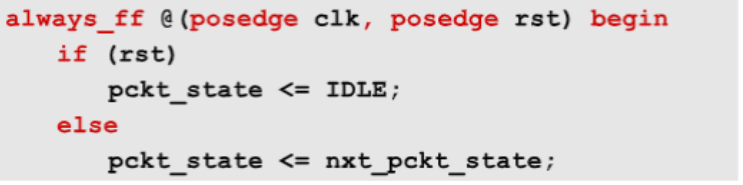 always_ff @(posedge clk, posedge rst) begin
if (rst)
pckt_state <= IDLE;
else
pckt_state <= nxt_pckt_state;